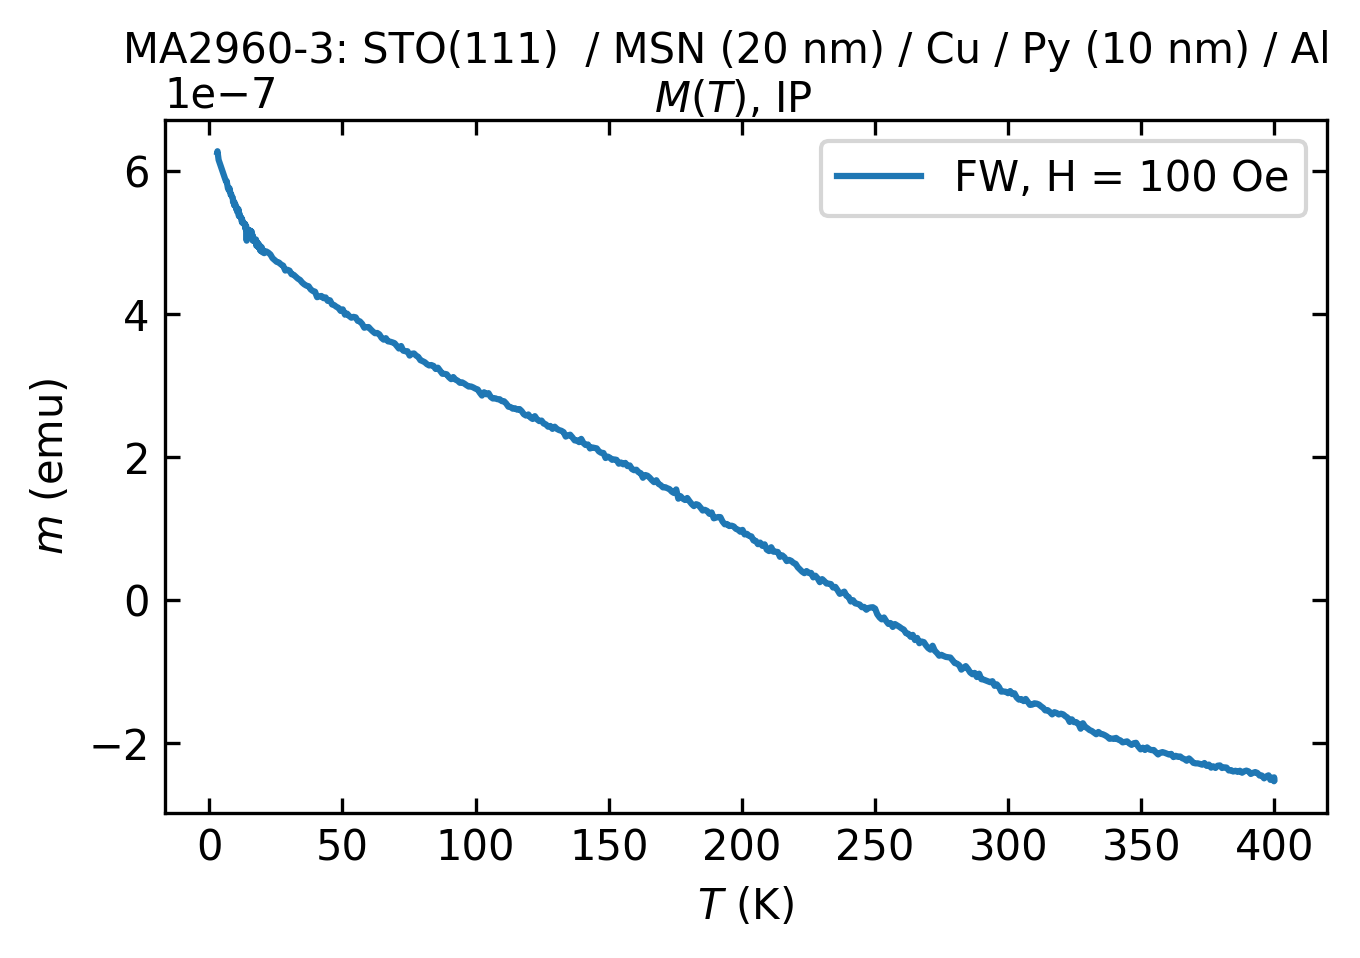 MA2960-3: STO(111)  / MSN (20 nm) / Cu / Py (10 nm) / Al
M(T), IP
1e−7
FW, H = 100 Oe
6
4
2
0
−2
m (emu)
0 50 100 150 200 250 300 350 400
T (K)